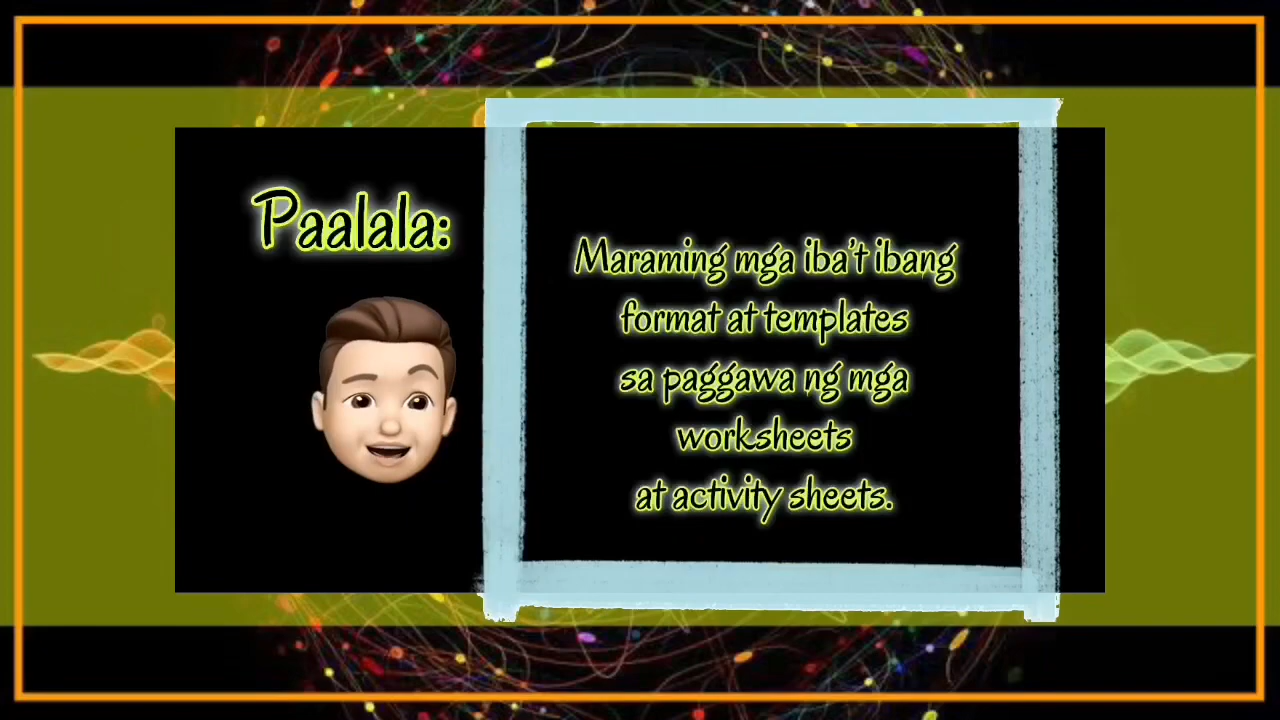 Paalala:
Maraming mga iba't ibang
format at templates
sa paggawa ng mga
worksheets
at activity sheets.